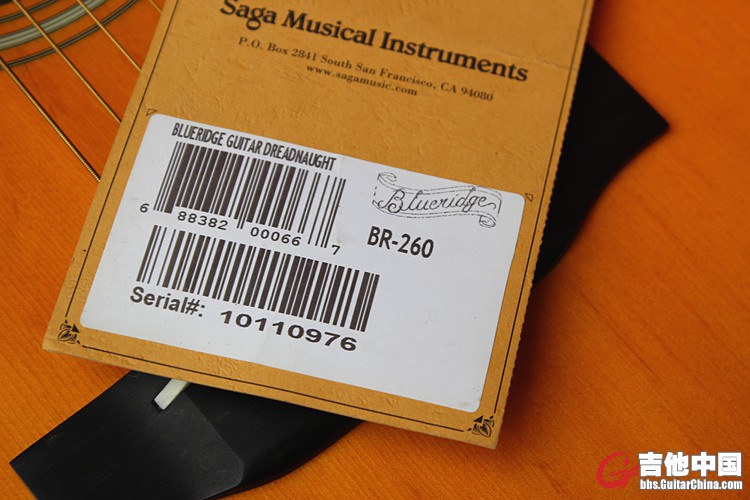 Saga Musical Instruments
P.O. Box 2841 South San Francisco, CA 94080
www.sagamusic.com
BLUERIDGE GUITAR DREADNAUGHT
Blueridge
BR-260
6 88382 00066 7
Serial#: 10110976
吉他中国
bbs.GuitarChina.com